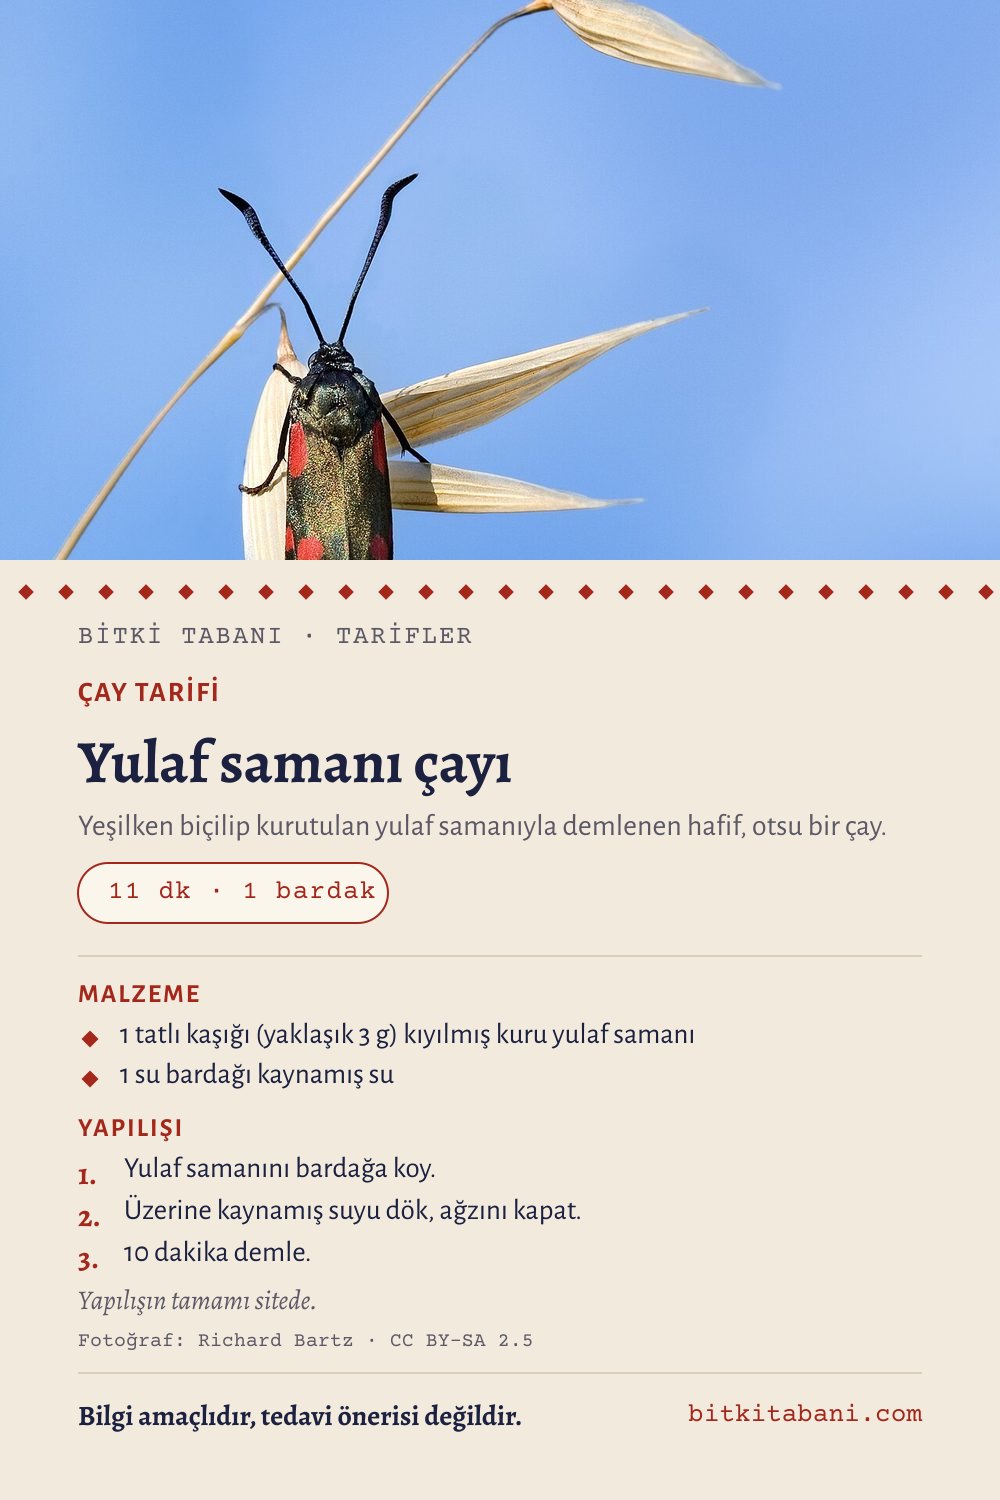 BİTKİ TABANI · TARİFLER
ÇAY TARİFİ
Yulaf samanı çayı
Yeşilken biçilip kurutulan yulaf samanıyla demlenen hafif, otsu bir çay.
11 dk · 1 bardak
MALZEME
1 tatlı kaşığı (yaklaşık 3 g) kıyılmış kuru yulaf samanı
1 su bardağı kaynamış su
YAPILIŞI
1. Yulaf samanını bardağa koy.
2. Üzerine kaynamış suyu dök, ağzını kapat.
3. 10 dakika demle.
Yapılışın tamamı sitede.
Fotoğraf: Richard Bartz · CC BY-SA 2.5
Bilgi amaçlıdır, tedavi önerisi değildir. bitkitabani.com